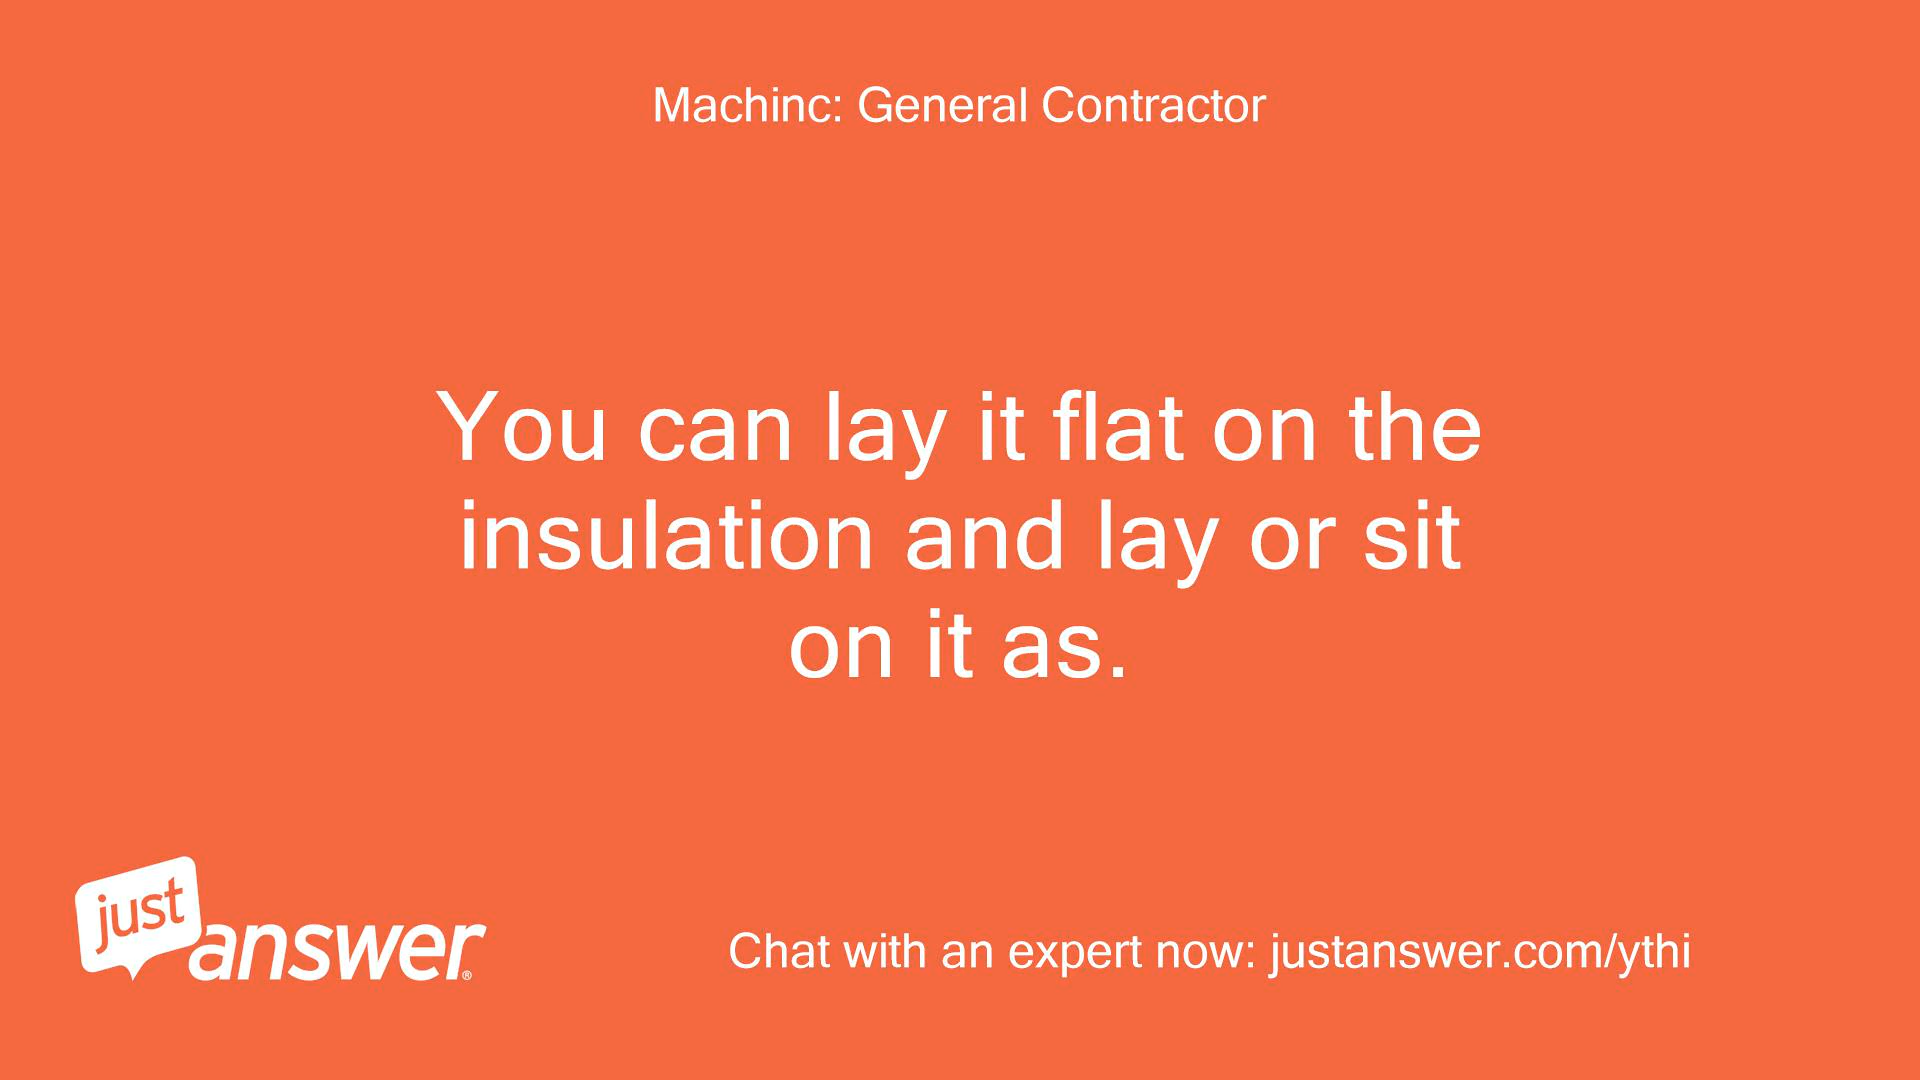 Machinc: General Contractor
You can lay it flat on the
insulation and lay or sit
on it as.
just
answer®
Chat with an expert now: justanswer.com/ythi